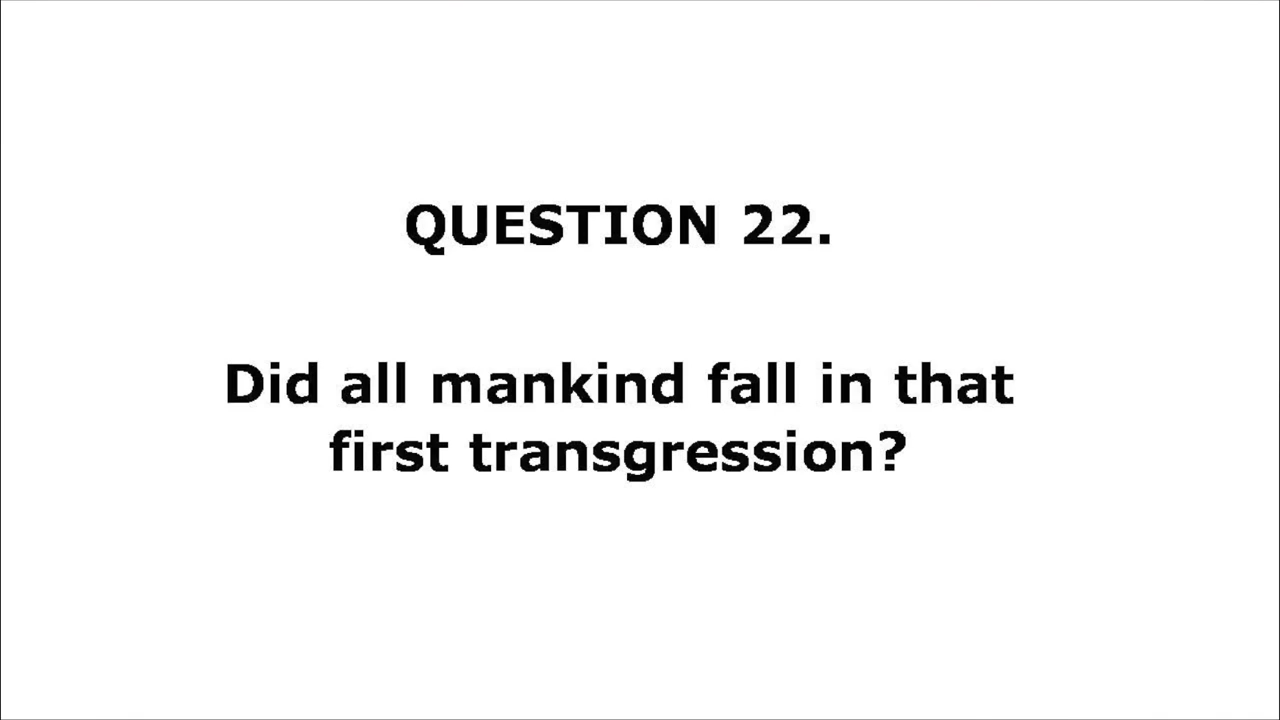 QUESTION 22.
Did all mankind fall in that
first transgression?